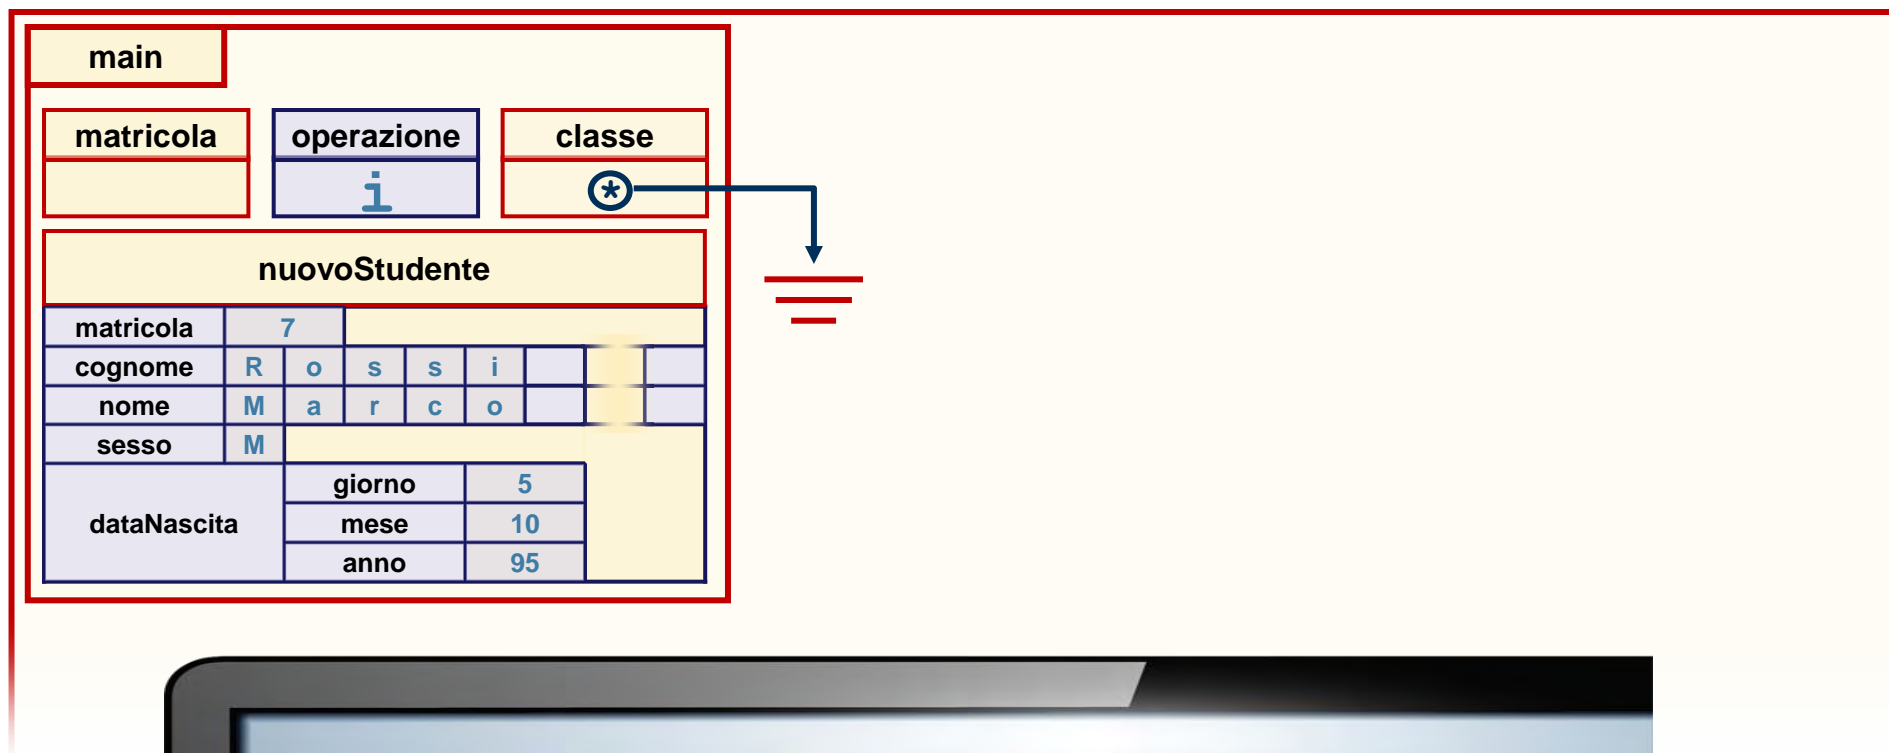 main
matricola operazione classe
i *
nuovoStudente
matricola 7
cognome R o s s i
nome M a r c o
sesso M
giorno 5
dataNascita mese 10
anno 95